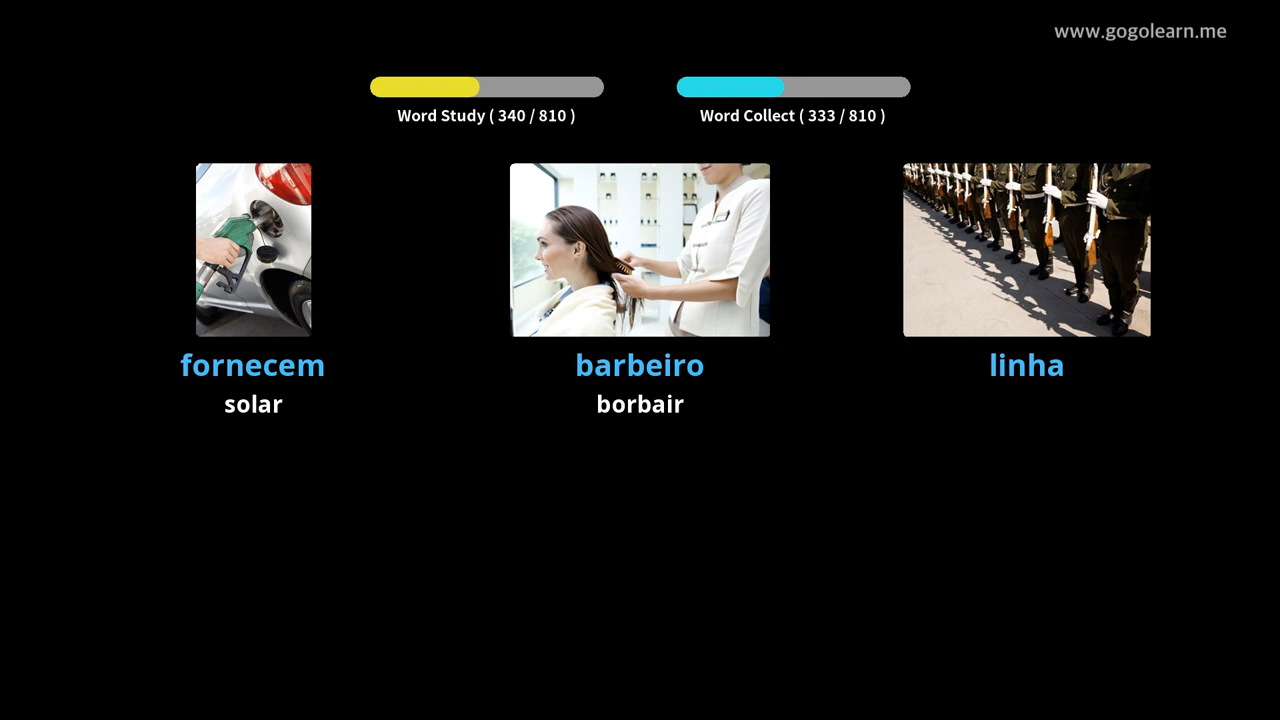 www.gogolearn.me
Word Study ( 340 / 810 )
Word Collect ( 333 / 810 )
fornecem
solar
barbeiro
borbair
linha